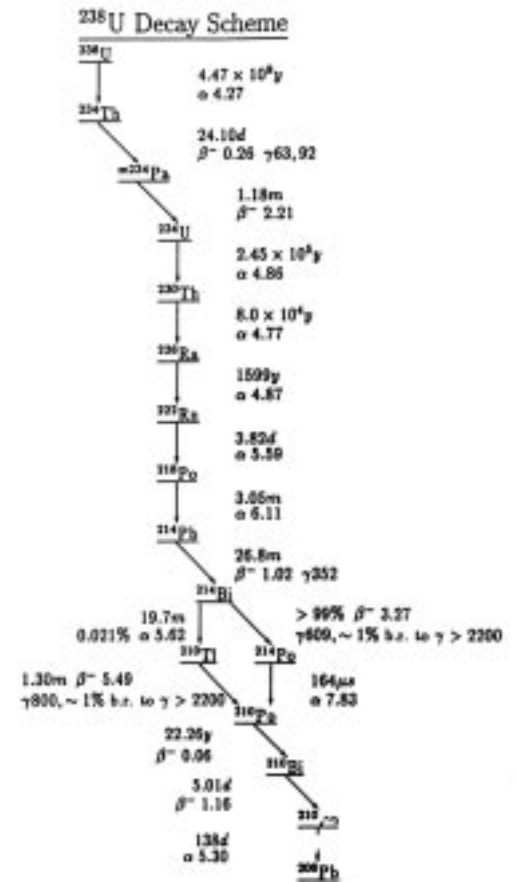 ²³⁸U Decay Scheme
²³⁸U
4.47 × 10⁹y
α 4.27
²³⁴Th
24.10d
β⁻ 0.26 γ63, 92
ᵐ²³⁴Pa
1.18m
β⁻ 2.21
²³⁴U
2.45 × 10⁵y
α 4.86
²³⁰Th
8.0 × 10⁴y
α 4.77
²²⁶Ra
1599y
α 4.87
3.82d
α 5.59
²¹⁸Po
3.05m
α 6.11
²¹⁴Pb
26.8m
β⁻ 1.02 γ352
²¹⁴Bi
19.7m
0.021% α 5.62
> 99% β⁻ 3.27
γ609, ~ 1% b.r. to γ > 2200
²¹⁰Tl
²¹⁴Po
1.30m β⁻ 5.49
γ800, ~ 1% b.r. to γ > 2200
164μs
α 7.83
22.26y
β⁻ 0.06
²¹⁰Bi
5.01d
β⁻ 1.16
138d
α 5.30
²⁰⁶Pb